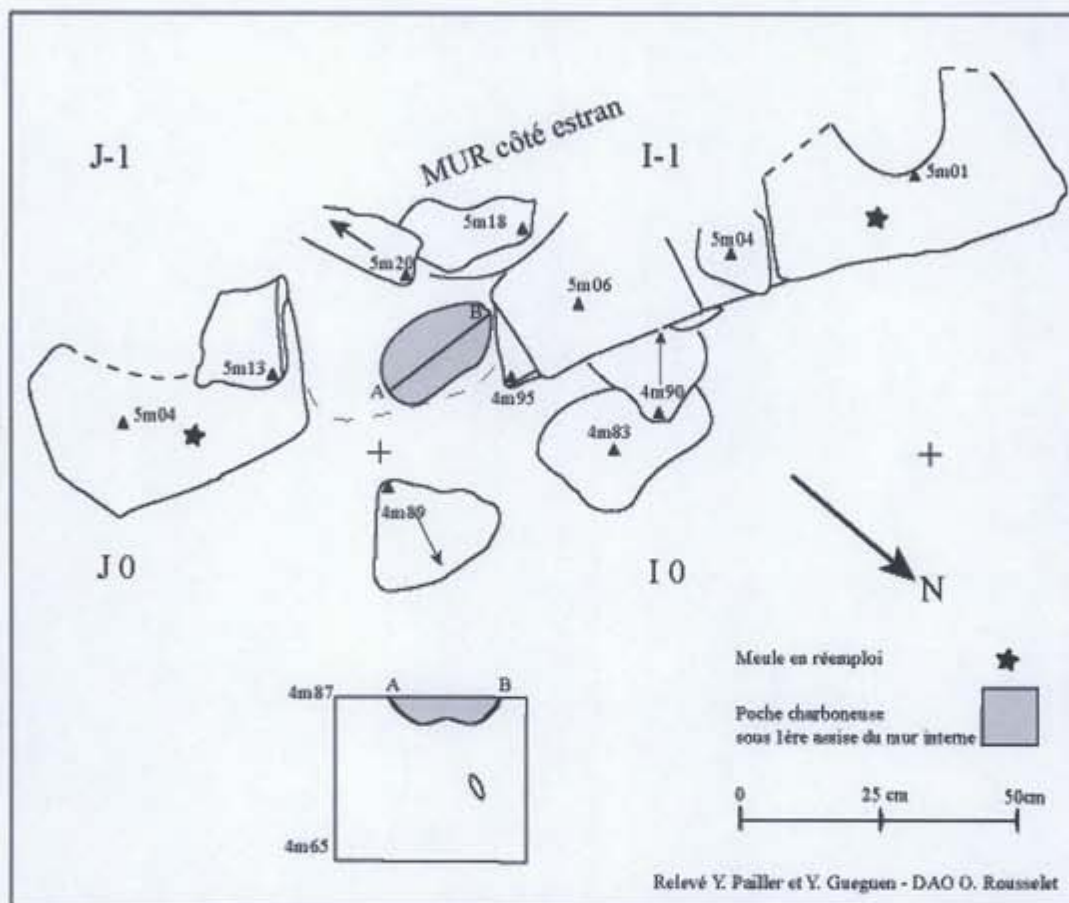 MUR côté estran
J-1
I-1
5m01
5m18
5m04
5m20
5m06
5m13
B
A
4m95
4m90
5m04
4m83
4m89
J 0
I 0
N
Meule en réemploi
4m87
A
B
Poche charboneuse
sous 1ère assise du mur interne
0
25 cm
50cm
4m65
Relevé Y. Pailler et Y. Gueguen - DAO O. Rousselet